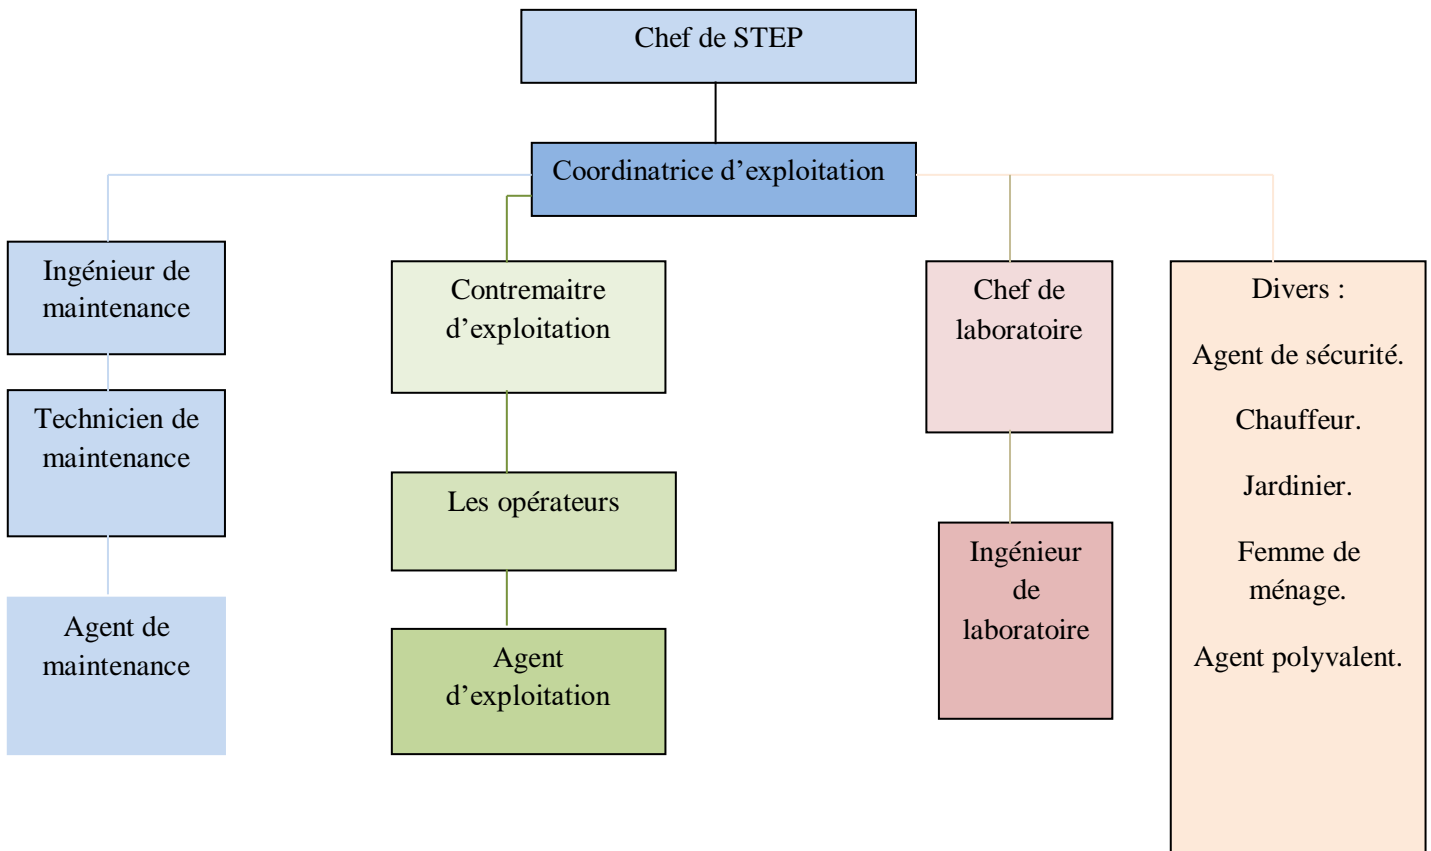 Chef de STEP
Coordinatrice d’exploitation
Ingénieur de
maintenance
Technicien de
maintenance
Agent de
maintenance
Contremaitre
d’exploitation
Les opérateurs
Agent
d’exploitation
Chef de
laboratoire
Ingénieur
de
laboratoire
Divers :
Agent de sécurité.
Chauffeur.
Jardinier.
Femme de
ménage.
Agent polyvalent.